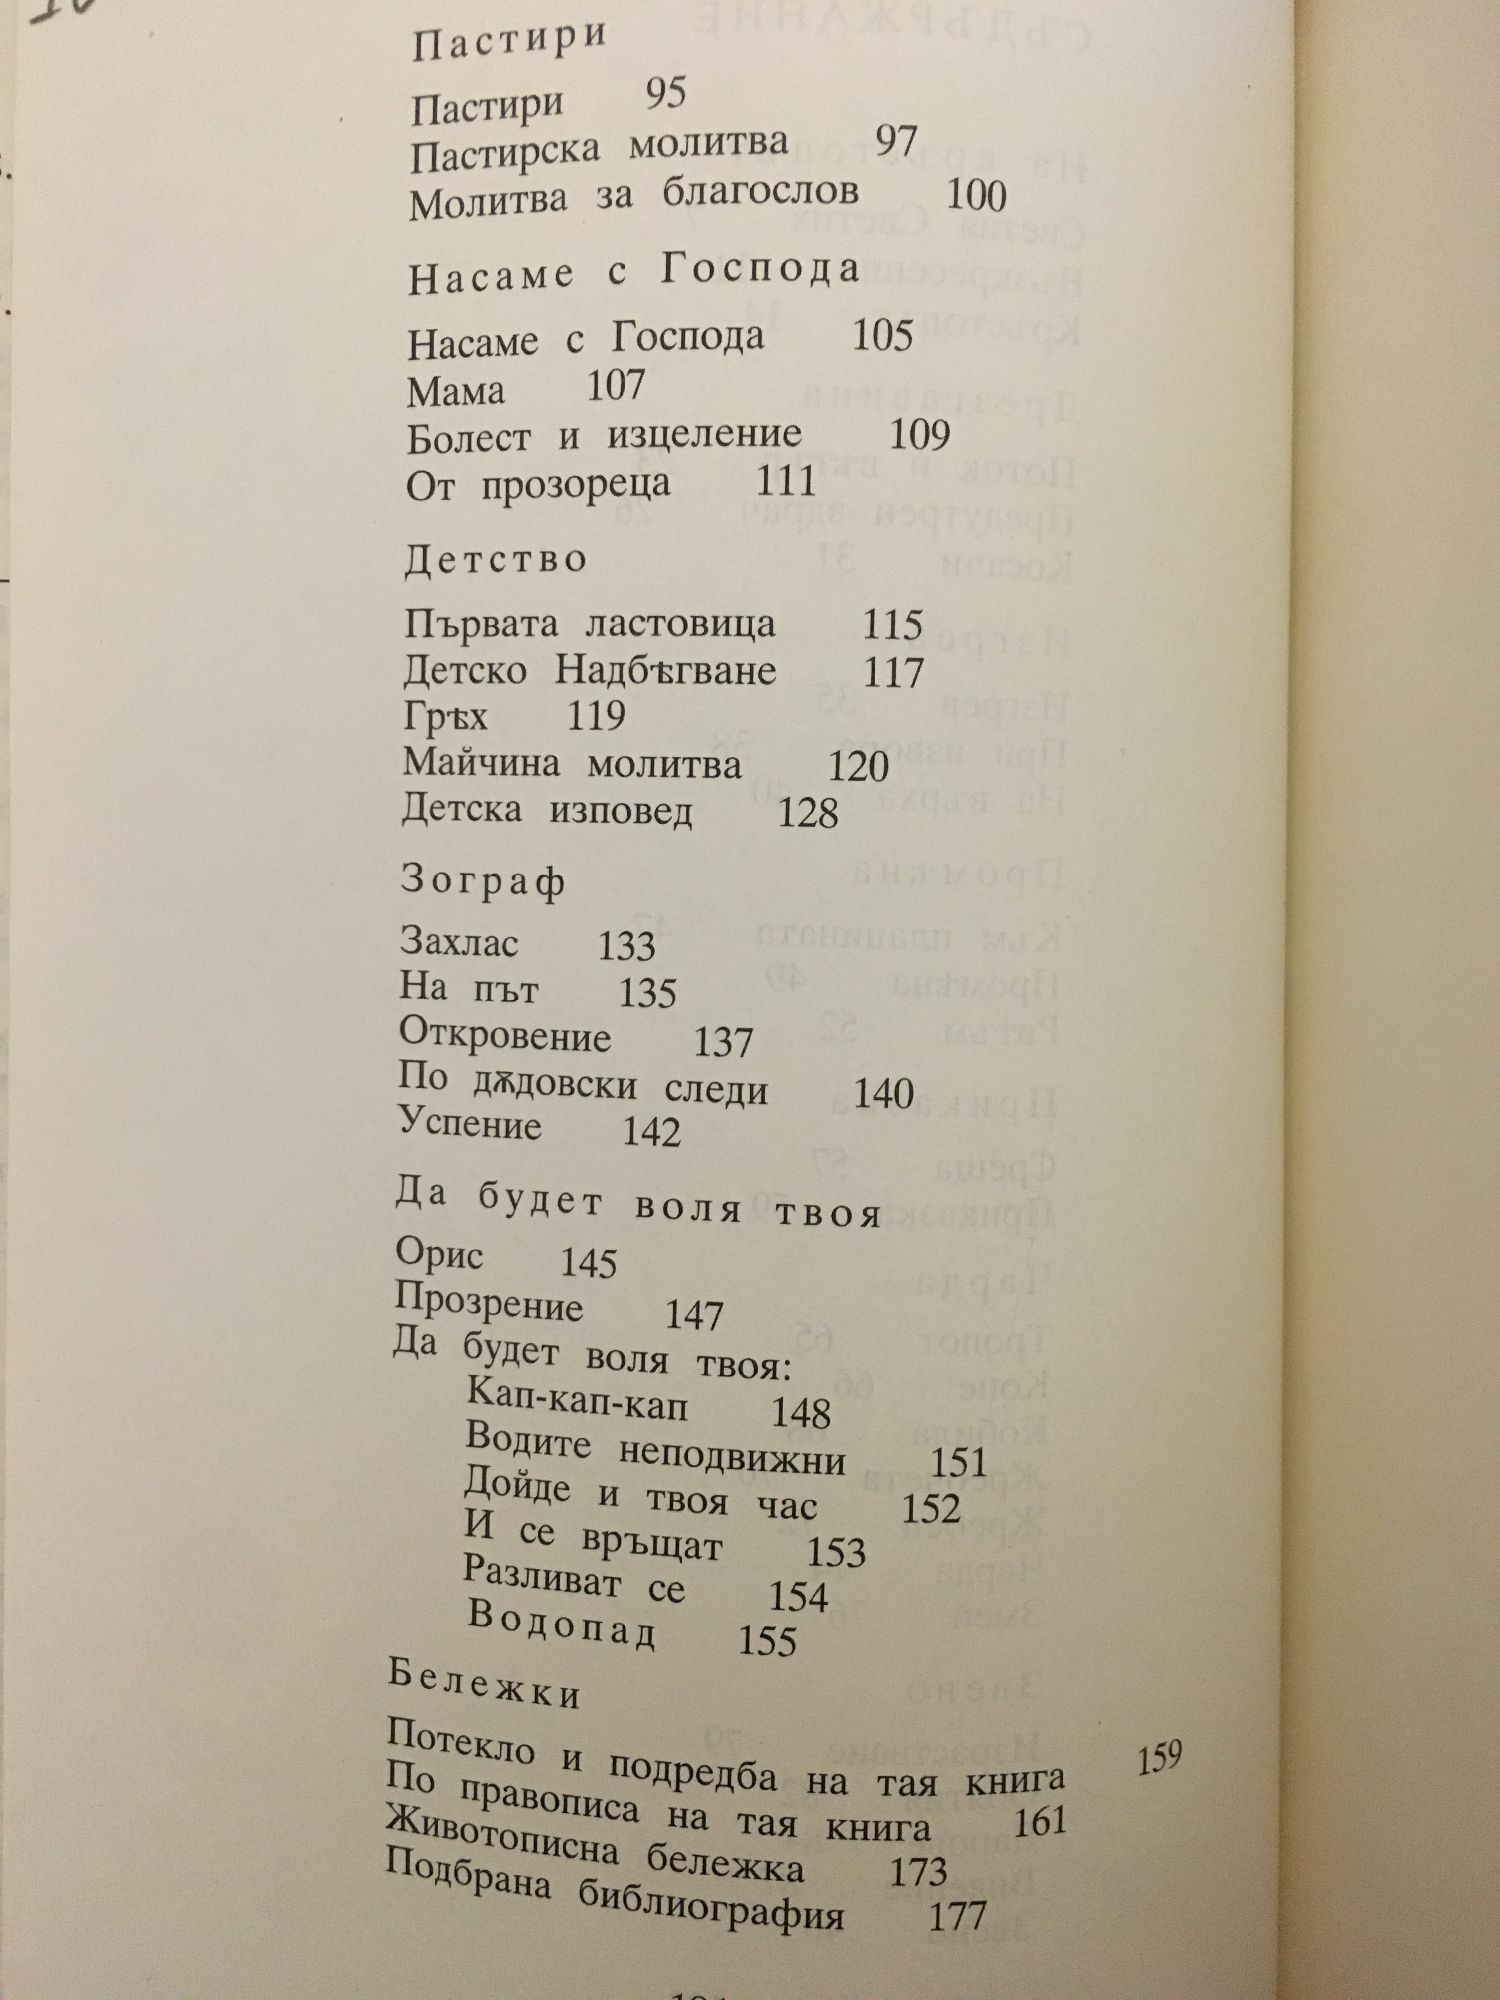 Пастири
Пастири 95
Пастирска молитва 97
Молитва за благослов 100
Насаме с Господа
Насаме с Господа 105
Мама 107
Болест и изцеление 109
От прозореца 111
Детство
Първата ластовица 115
Детско Надбѣгване 117
Грѣх 119
Майчина молитва 120
Детска изповед 128
Зограф
Захлас 133
На път 135
Откровение 137
По дѫдовски следи 140
Успение 142
Да будет воля твоя
Орис 145
Прозрение 147
Да будет воля твоя:
Кап-кап-кап 148
Водите неподвижни 151
Дойде и твоя час 152
И се връщат 153
Разливат се 154
Водопад 155
Бележки
Потекло и подредба на тая книга 159
По правописа на тая книга 161
Животописна бележка 173
Подбрана библиография 177